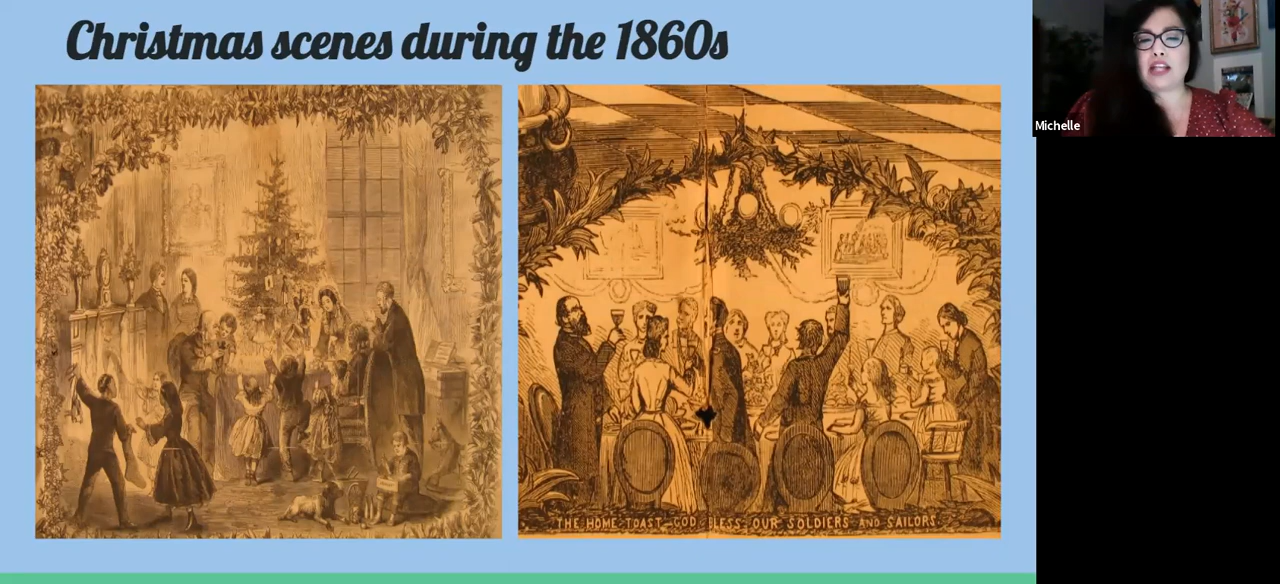 Christmas scenes during the 1860s
Michelle
THE HOME TOAST GOD BLESS OUR SOLDIERS AND SAILORS